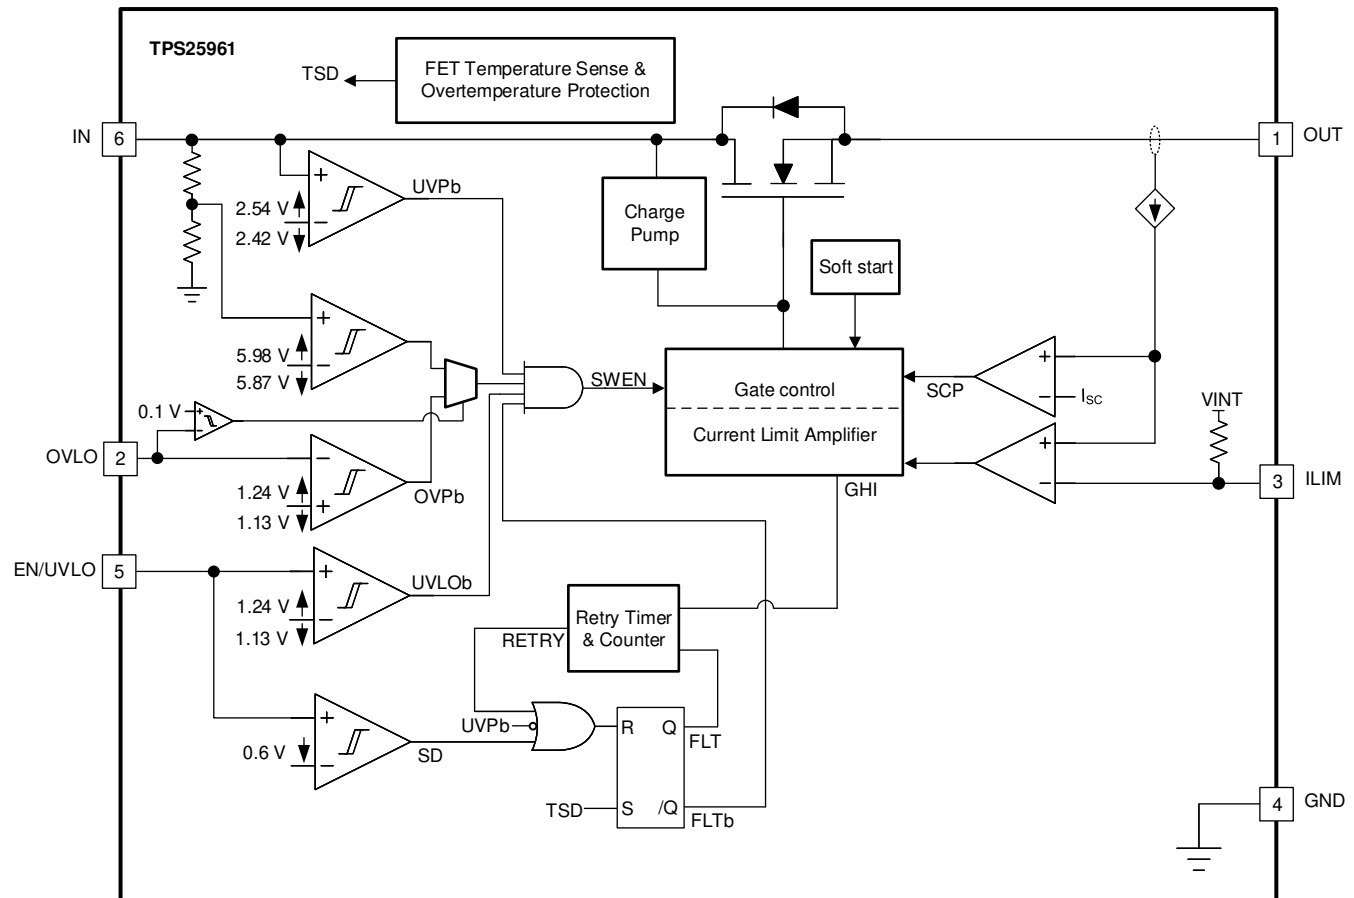 TPS25961
TSD
FET Temperature Sense &
Overtemperature Protection
IN
6
1
OUT
+
UVPb
2.54 V
−
2.42 V
Charge
Pump
Soft start
+
5.98 V
−
5.87 V
SWEN
Gate control
Current Limit Amplifier
SCP
+
−
ISC
VINT
0.1 V
+
−
OVLO
2
−
1.24 V
+
1.13 V
OVPb
GHI
+
−
3
ILIM
EN/UVLO
5
+
UVLOb
1.24 V
−
1.13 V
RETRY
Retry Timer
& Counter
+
0.6 V
−
SD
UVPb
R
Q
FLT
TSD
S
/Q
FLTb
4
GND